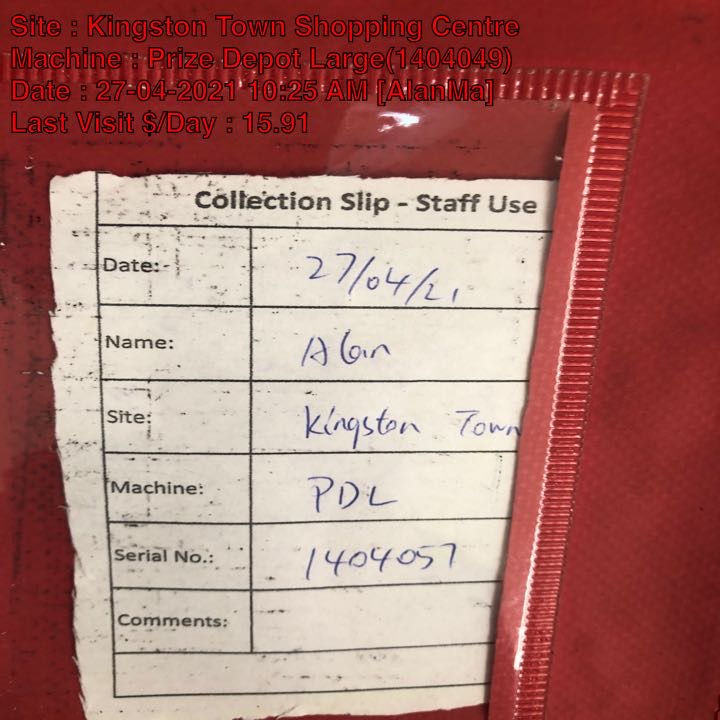 Site : Kingston Town Shopping Centre
Machine : Prize Depot Large(1404049)
Date : 27-04-2021 10:25 AM [AlanMa]
Last Visit $/Day : 15.91
Collection Slip - Staff Use
Date: 27/04/21
Name: Alan
Site: Kingston Town
Machine: PDL
Serial No.: 1404057
Comments: